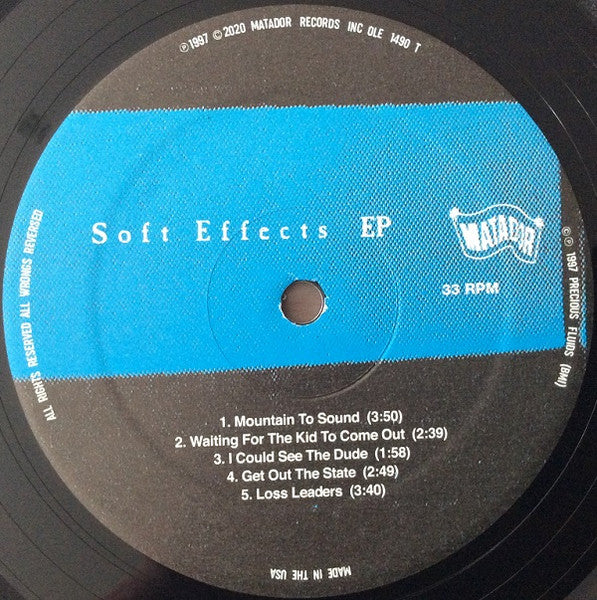 ℗1997 ©2020 MATADOR RECORDS INC OLE 1490 T
Soft Effects EP
MATADOR
33 RPM
ALL RIGHTS RESERVED ALL WRONGS REVERSED
©℗ 1997 PRECIOUS FLUIDS (BMI)
1. Mountain To Sound (3:50)
2. Waiting For The Kid To Come Out (2:39)
3. I Could See The Dude (1:58)
4. Get Out The State (2:49)
5. Loss Leaders (3:40)
MADE IN THE USA